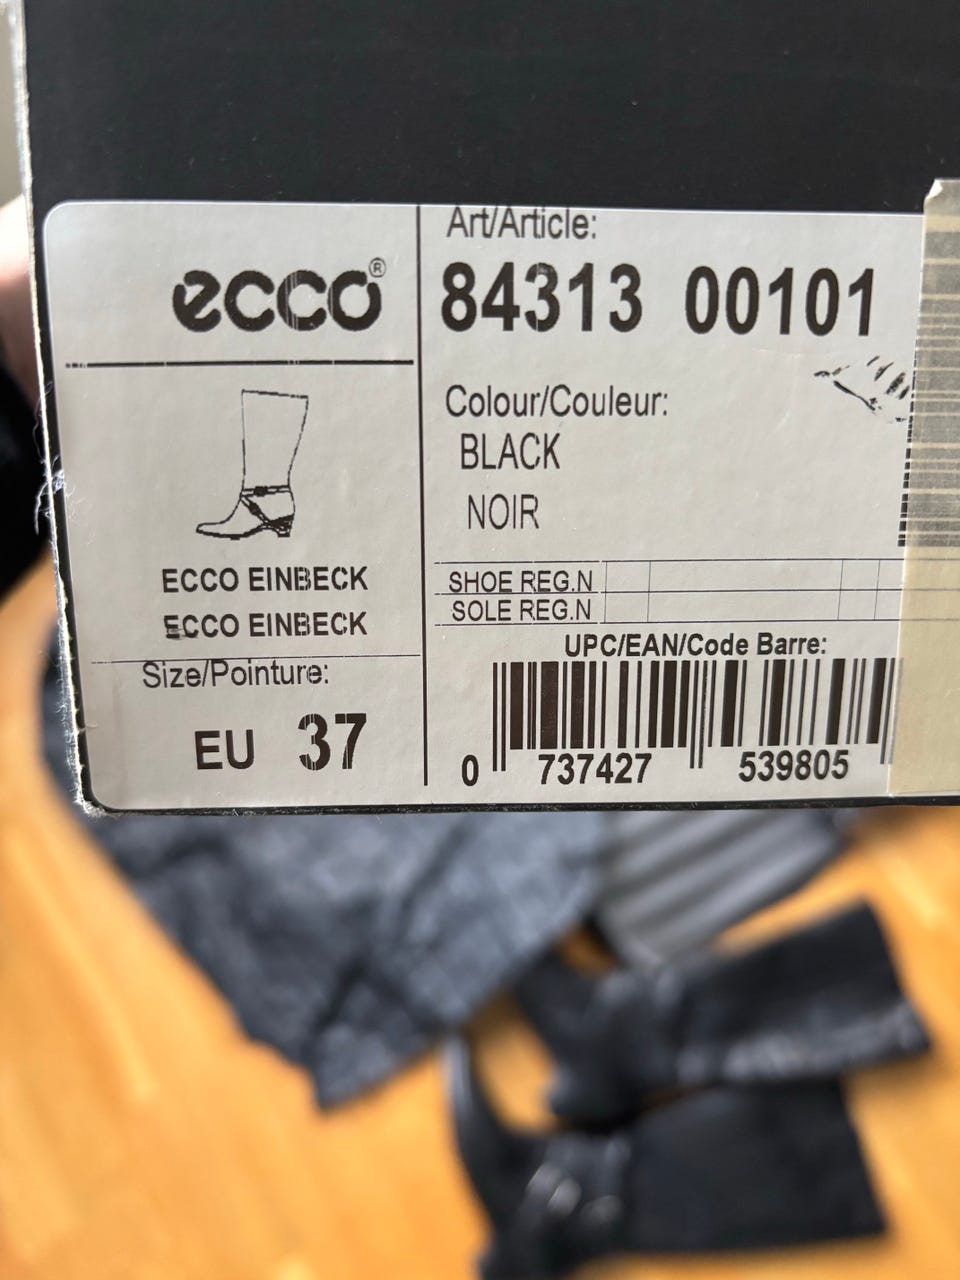 ecco®
ECCO EINBECK
ECCO EINBECK
Size/Pointure:
EU 37
Art/Article:
84313 00101
Colour/Couleur:
BLACK
NOIR
SHOE REG.N
SOLE REG.N
UPC/EAN/Code Barre:
0 737427 539805